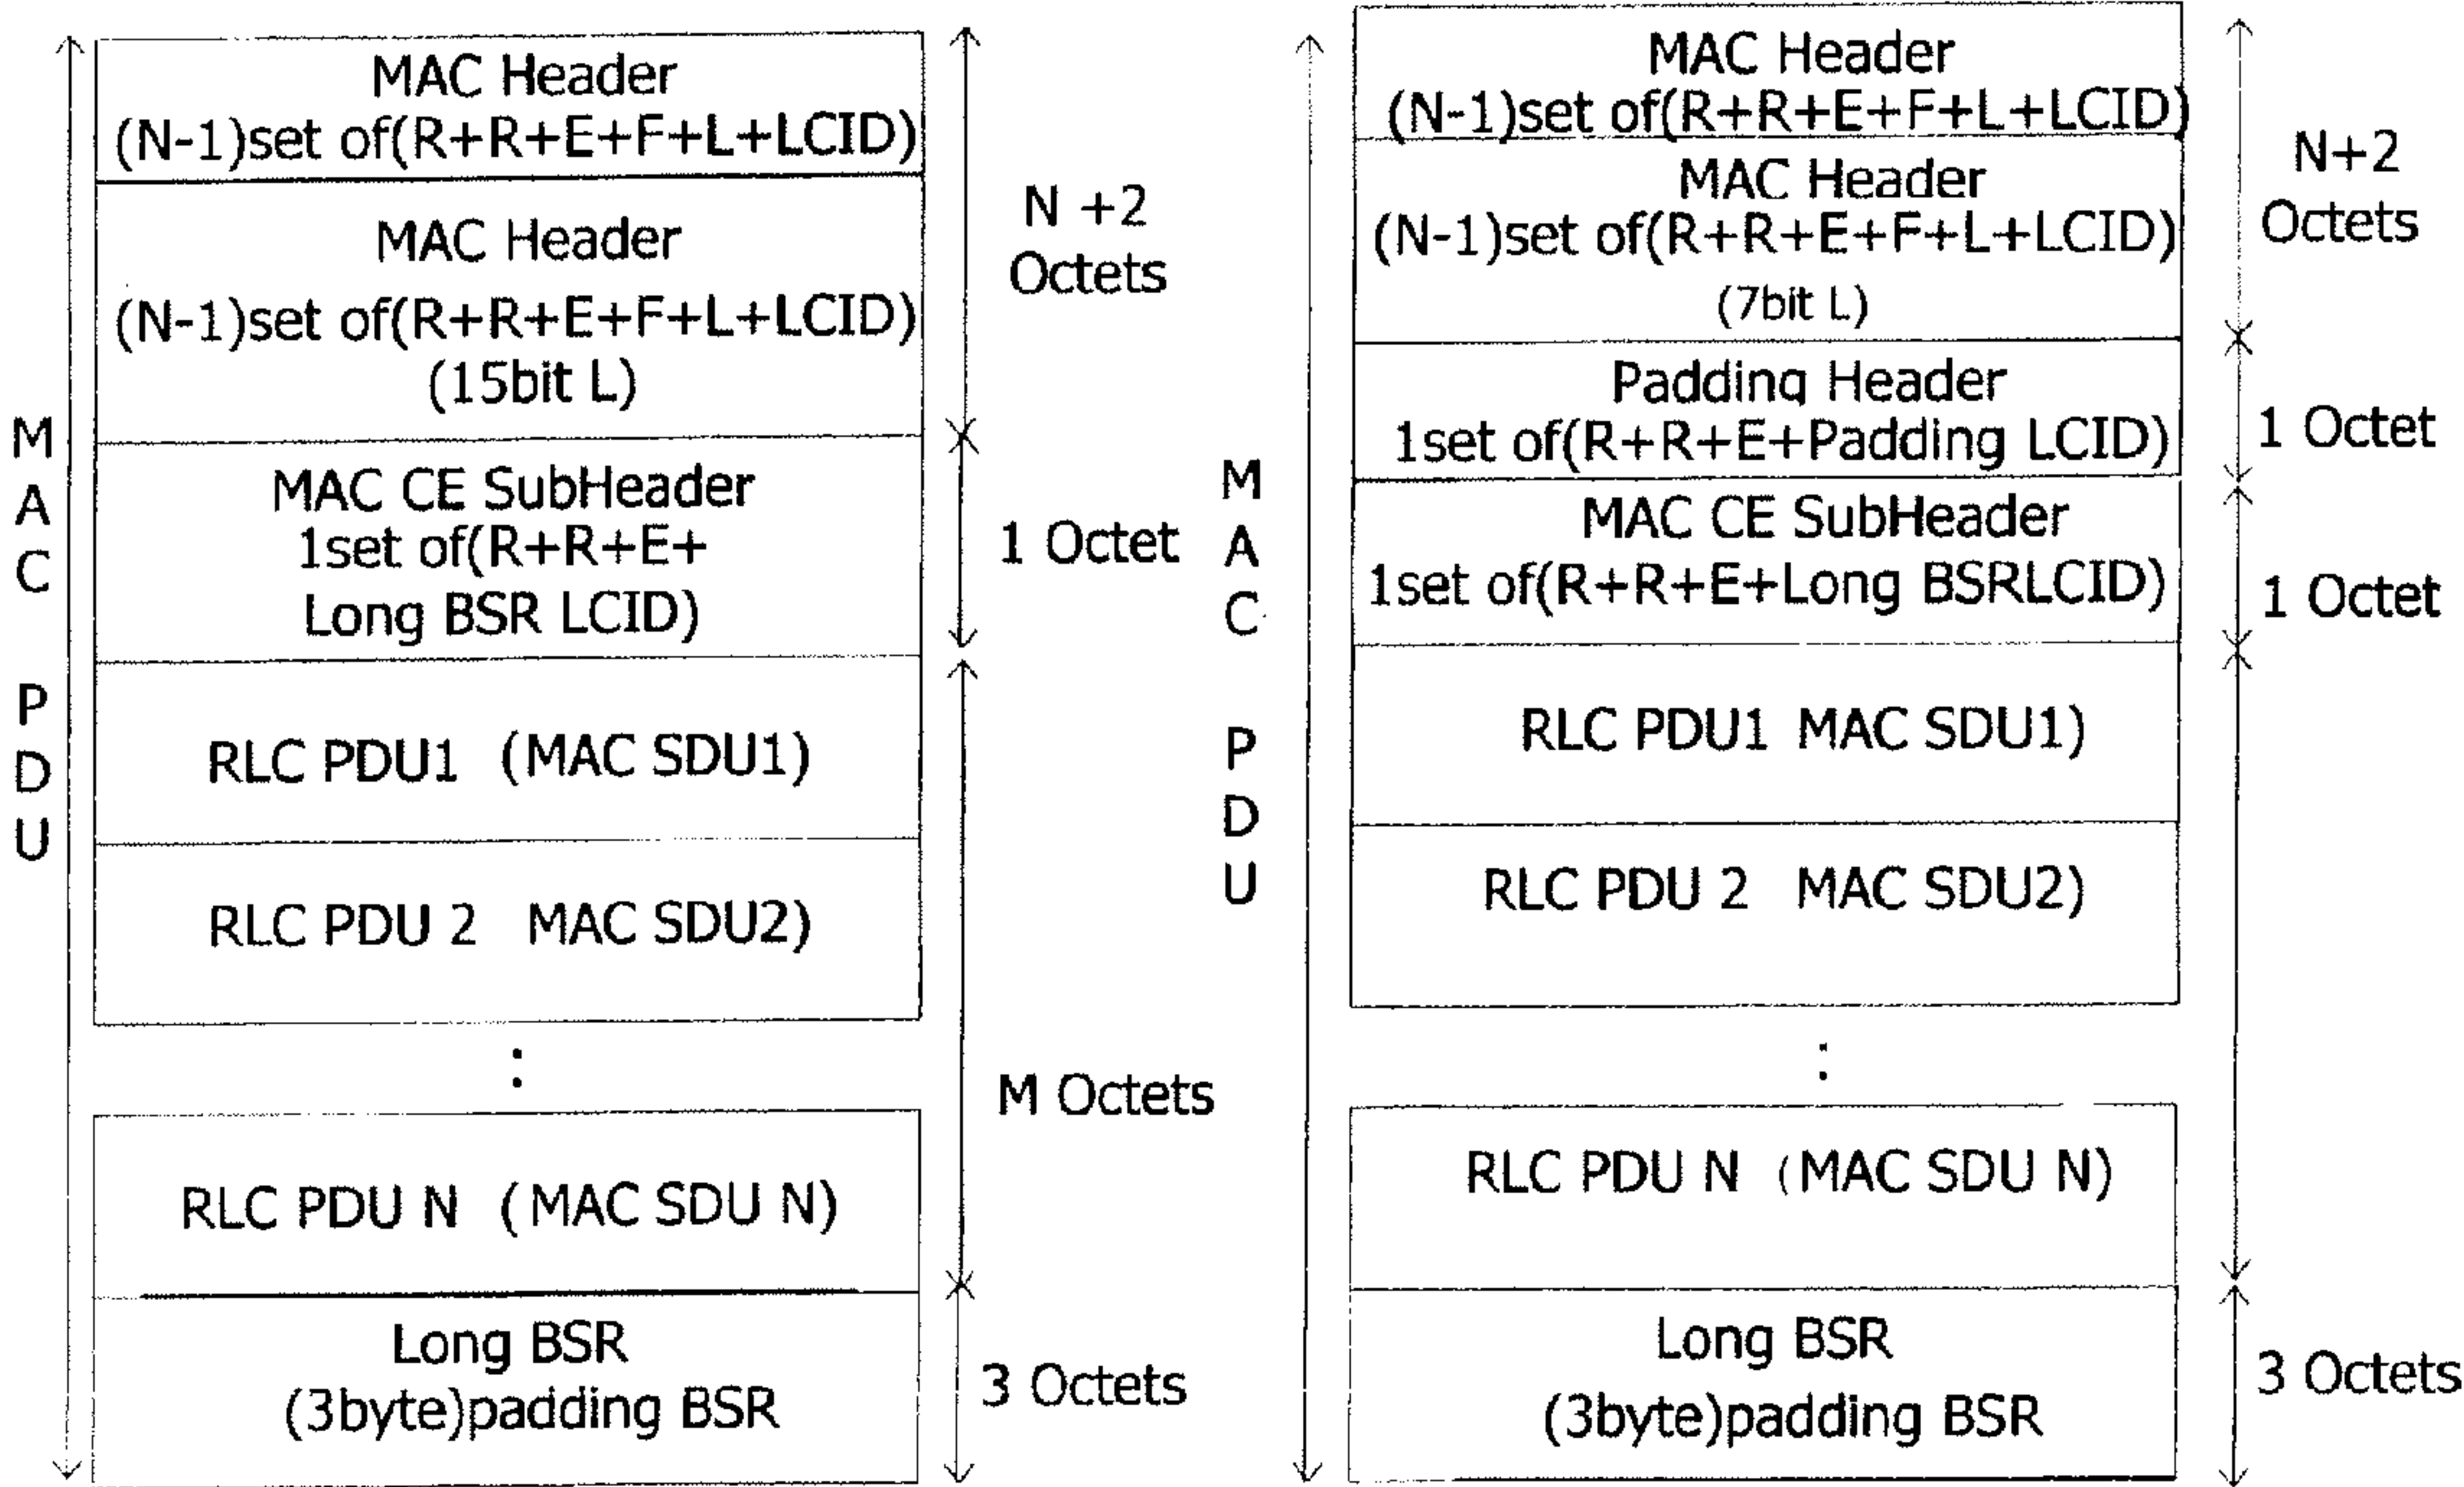 MAC Header
(N-1)set of(R+R+E+F+L+LCID)
MAC Header
(N-1)set of(R+R+E+F+L+LCID)
(15bit L)
MAC CE SubHeader
1set of(R+R+E+
Long BSR LCID)
RLC PDU1 (MAC SDU1)
RLC PDU 2 MAC SDU2)
:
RLC PDU N (MAC SDU N)
Long BSR
(3byte)padding BSR
MAC PDU
N +2
Octets
1 Octet
M Octets
3 Octets
MAC Header
(N-1)set of(R+R+E+F+L+LCID)
MAC Header
(N-1)set of(R+R+E+F+L+LCID)
(7bit L)
Padding Header
1set of(R+R+E+Padding LCID)
MAC CE SubHeader
1set of(R+R+E+Long BSRLCID)
RLC PDU1 MAC SDU1)
RLC PDU 2 MAC SDU2)
:
RLC PDU N (MAC SDU N)
Long BSR
(3byte)padding BSR
MAC PDU
N+2
Octets
1 Octet
1 Octet
3 Octets